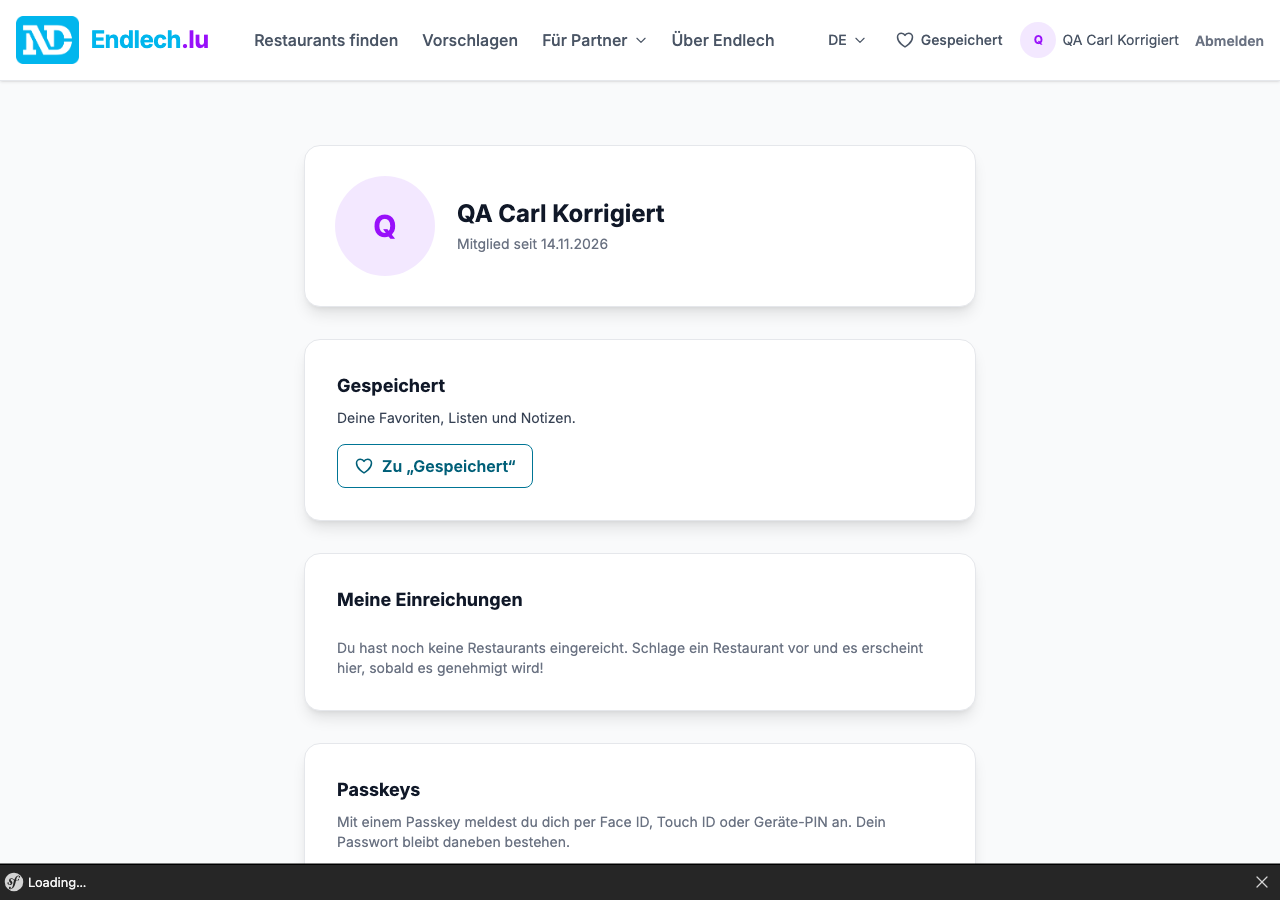 Endlech.lu
Restaurants finden
Vorschlagen
Für Partner
Über Endlech
DE
Gespeichert
Q
QA Carl Korrigiert
Abmelden
Q
QA Carl Korrigiert
Mitglied seit 14.11.2026
Gespeichert
Deine Favoriten, Listen und Notizen.
Zu „Gespeichert“
Meine Einreichungen
Du hast noch keine Restaurants eingereicht. Schlage ein Restaurant vor und es erscheint
hier, sobald es genehmigt wird!
Passkeys
Mit einem Passkey meldest du dich per Face ID, Touch ID oder Geräte-PIN an. Dein
Passwort bleibt daneben bestehen.
sf Loading...